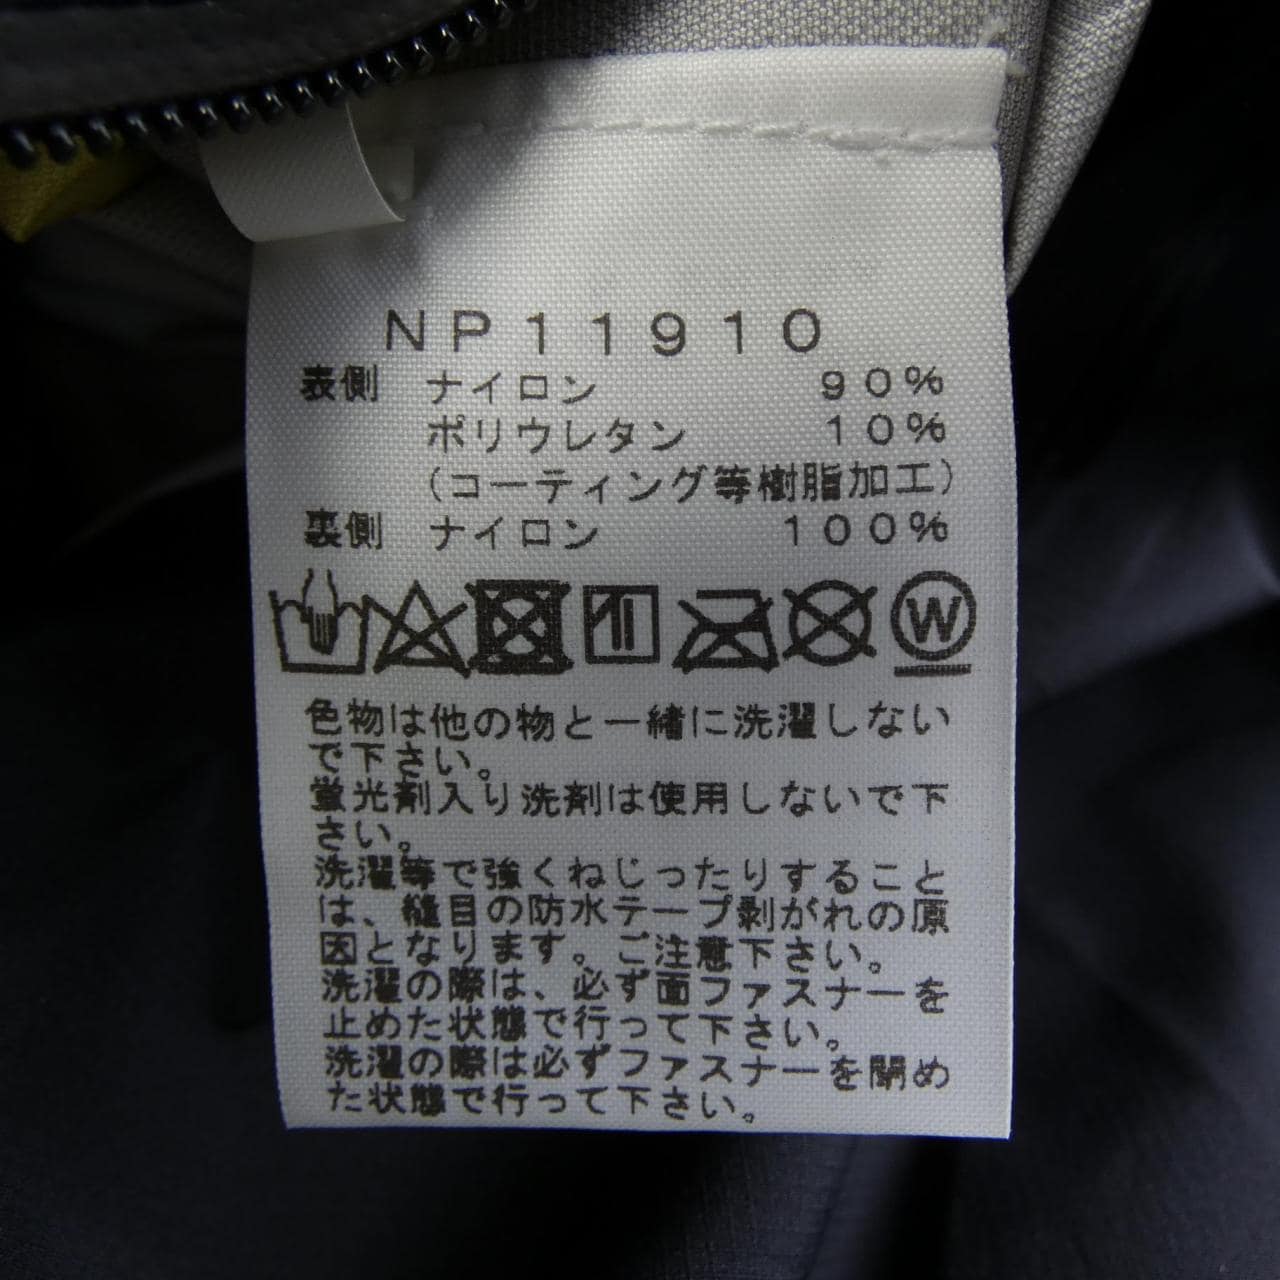 NP11910
表側 ナイロン 90%
ポリウレタン 10%
(コーティング等樹脂加工)
裏側 ナイロン 100%
W
色物は他の物と一緒に洗濯しない
で下さい。
蛍光剤入り洗剤は使用しないで下
さい。
洗濯等で強くねじったりすること
は、縫目の防水テープ剥がれの原
因となります。ご注意下さい。
洗濯の際は、必ず面ファスナーを
止めた状態で行って下さい。
洗濯の際は必ずファスナーを閉め
た状態で行って下さい。